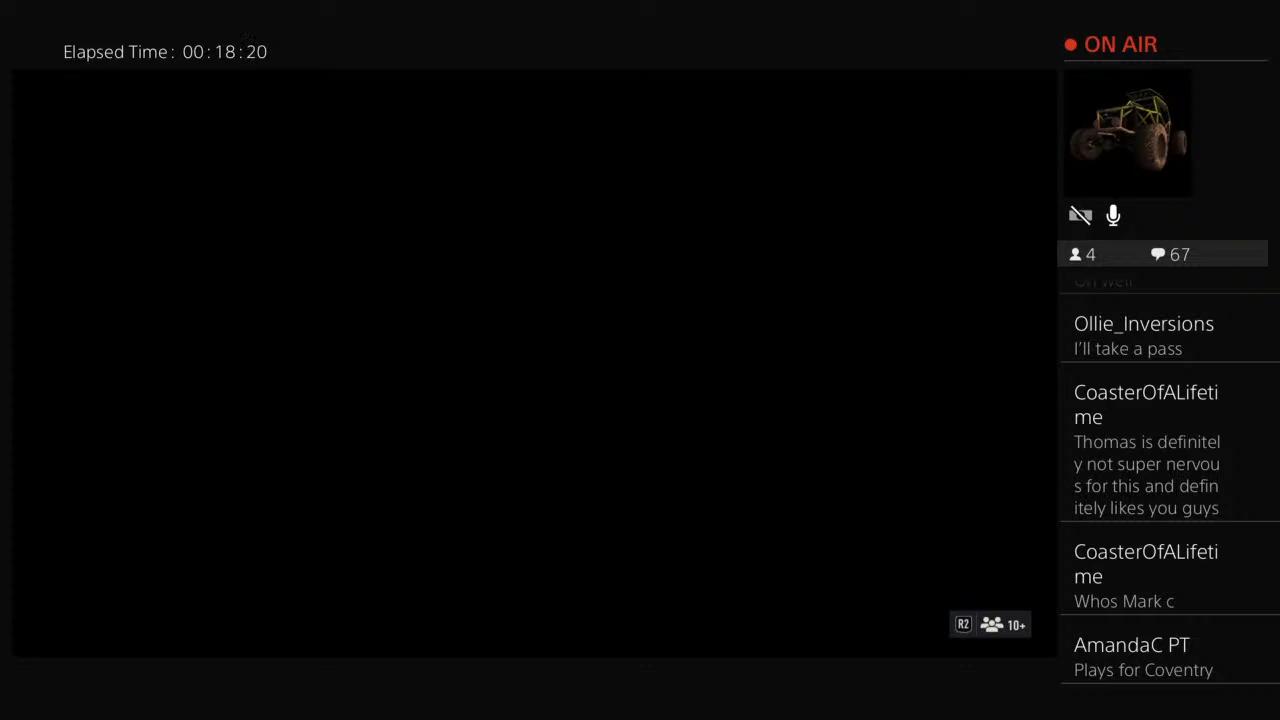 Elapsed Time: 00:18:20
ON AIR
4 67
Oh well
Ollie_Inversions
I'll take a pass
CoasterOfALifeti
me
Thomas is definitel
y not super nervou
s for this and defin
itely likes you guys
CoasterOfALifeti
me
Whos Mark c
AmandaC PT
Plays for Coventry
R2 10+